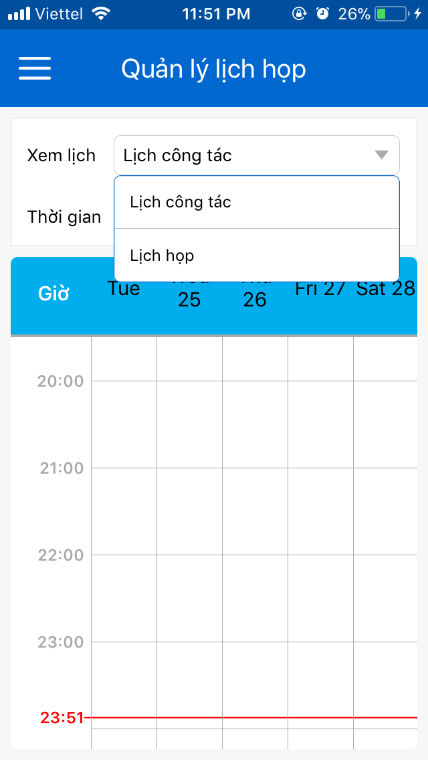 Viettel 11:51 PM 26%
Quản lý lịch họp
Xem lịch Lịch công tác
Lịch công tác
Thời gian
Lịch họp
Giờ Tue 25 26 Fri 27 Sat 28
20:00
21:00
22:00
23:00
23:51